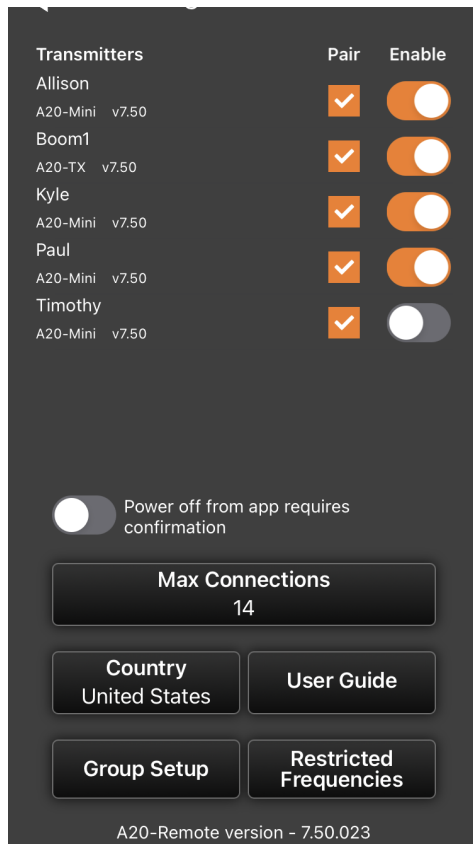 Transmitters Pair Enable
Allison
A20-Mini v7.50
Boom1
A20-TX v7.50
Kyle
A20-Mini v7.50
Paul
A20-Mini v7.50
Timothy
A20-Mini v7.50
Power off from app requires
confirmation
Max Connections
14
Country
United States
User Guide
Group Setup
Restricted
Frequencies
A20-Remote version - 7.50.023